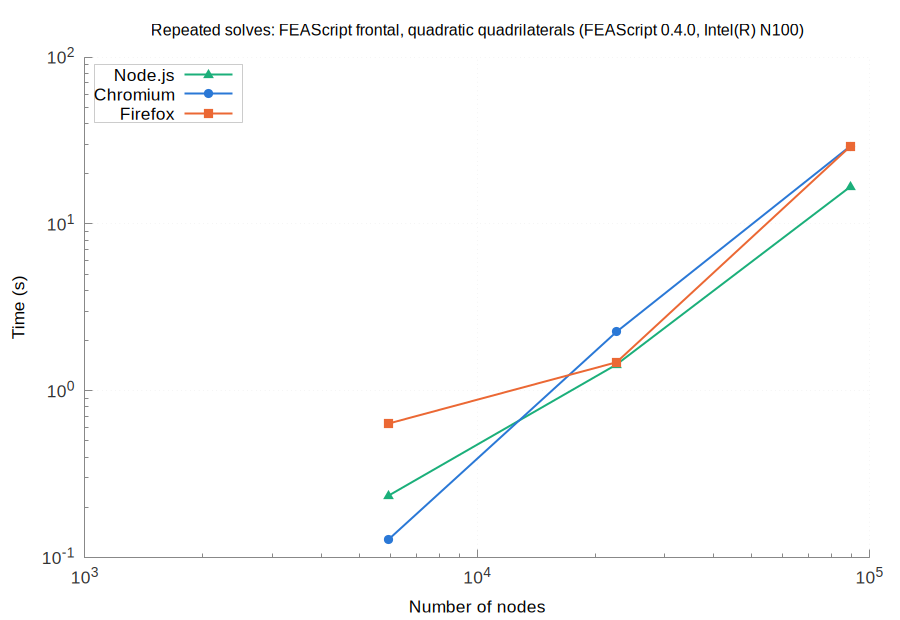 Repeated solves: FEAScript frontal, quadratic quadrilaterals (FEAScript 0.4.0, Intel(R) N100)
10²
Node.js
Chromium
Firefox
10¹
Time (s)
10⁰
10⁻¹
10³ 10⁴ 10⁵
Number of nodes